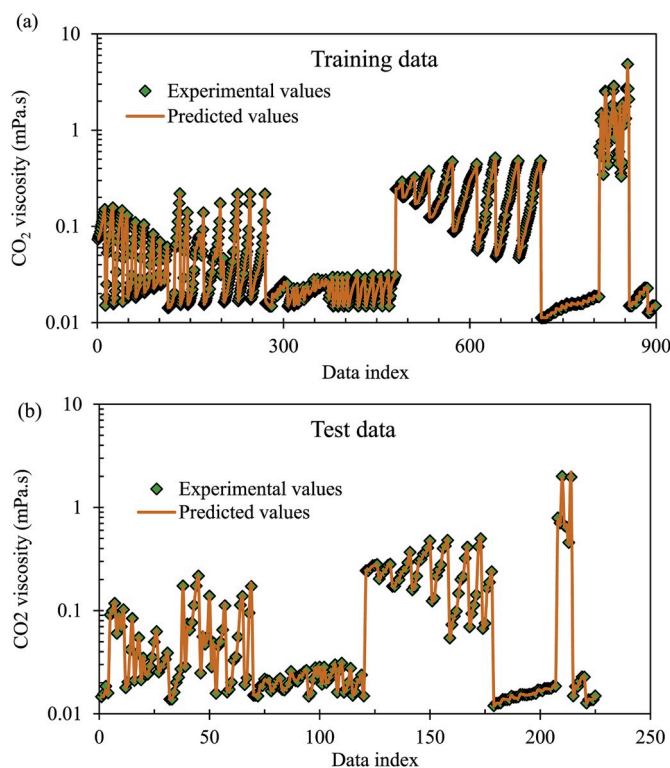 (a)
10
Training data
Experimental values
Predicted values
1
CO₂ viscosity (mPa.s)
0.1
0.01
0
300
600
900
Data index
(b)
10
Test data
Experimental values
Predicted values
1
CO2 viscosity (mPa.s)
0.1
0.01
0
50
100
150
200
250
Data index